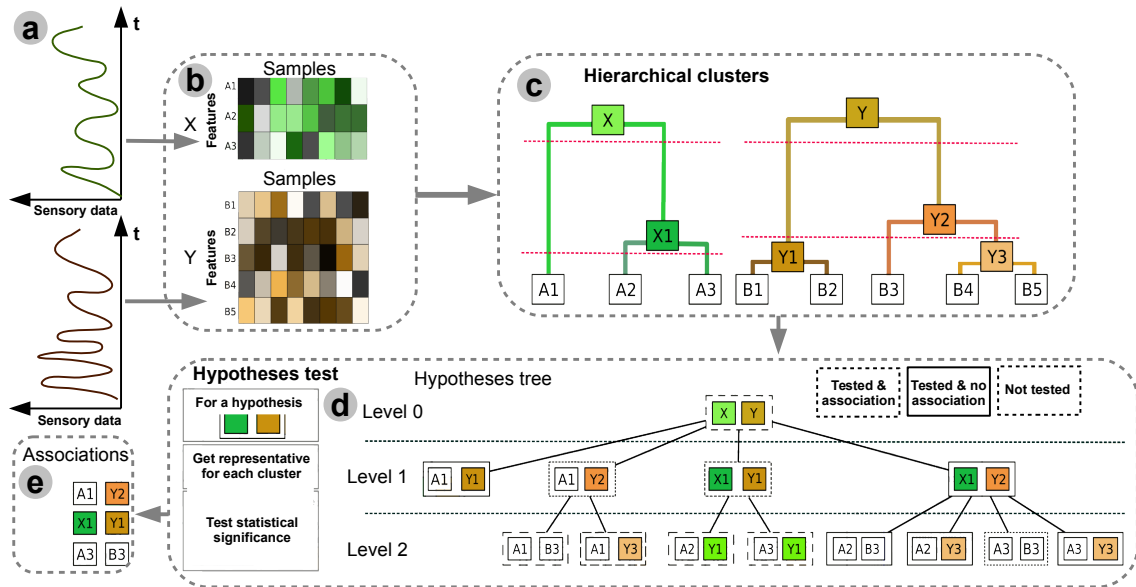 a
t
Sensory data
t
Sensory data
b
Samples
X
Features
A1
A2
A3
Samples
Y
Features
B1
B2
B3
B4
B5
c
Hierarchical clusters
X
Y
X1
Y2
Y1
Y3
A1
A2
A3
B1
B2
B3
B4
B5
Hypotheses test
For a hypothesis
Get representative
for each cluster
Test statistical
significance
d
Hypotheses tree
Tested &
association
Tested & no
association
Not tested
Level 0
X Y
Level 1
A1 Y1
A1 Y2
X1 Y1
X1 Y2
Level 2
A1 B3
A1 Y3
A2 Y1
A3 Y1
A2 B3
A2 Y3
A3 B3
A3 Y3
Associations
e
A1 Y2
X1 Y1
A3 B3